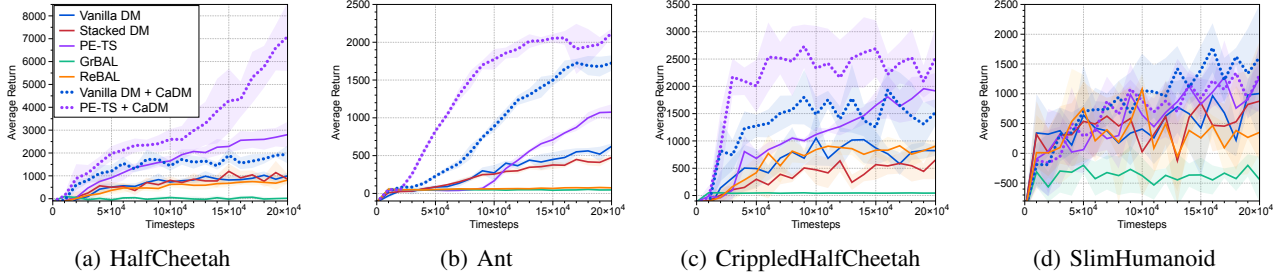 8000
7000
6000
5000
4000
3000
2000
1000
0
Average Return
Vanilla DM
Stacked DM
PE-TS
GrBAL
ReBAL
Vanilla DM + CaDM
PE-TS + CaDM
5×10⁴ 10×10⁴ 15×10⁴ 20×10⁴
Timesteps
(a) HalfCheetah
2500
2000
1500
1000
500
0
Average Return
5×10⁴ 10×10⁴ 15×10⁴ 20×10⁴
Timesteps
(b) Ant
3500
3000
2500
2000
1500
1000
500
0
Average Return
5×10⁴ 10×10⁴ 15×10⁴ 20×10⁴
Timesteps
(c) CrippledHalfCheetah
2500
2000
1500
1000
500
0
−500
Average Return
5×10⁴ 10×10⁴ 15×10⁴ 20×10⁴
Timesteps
(d) SlimHumanoid